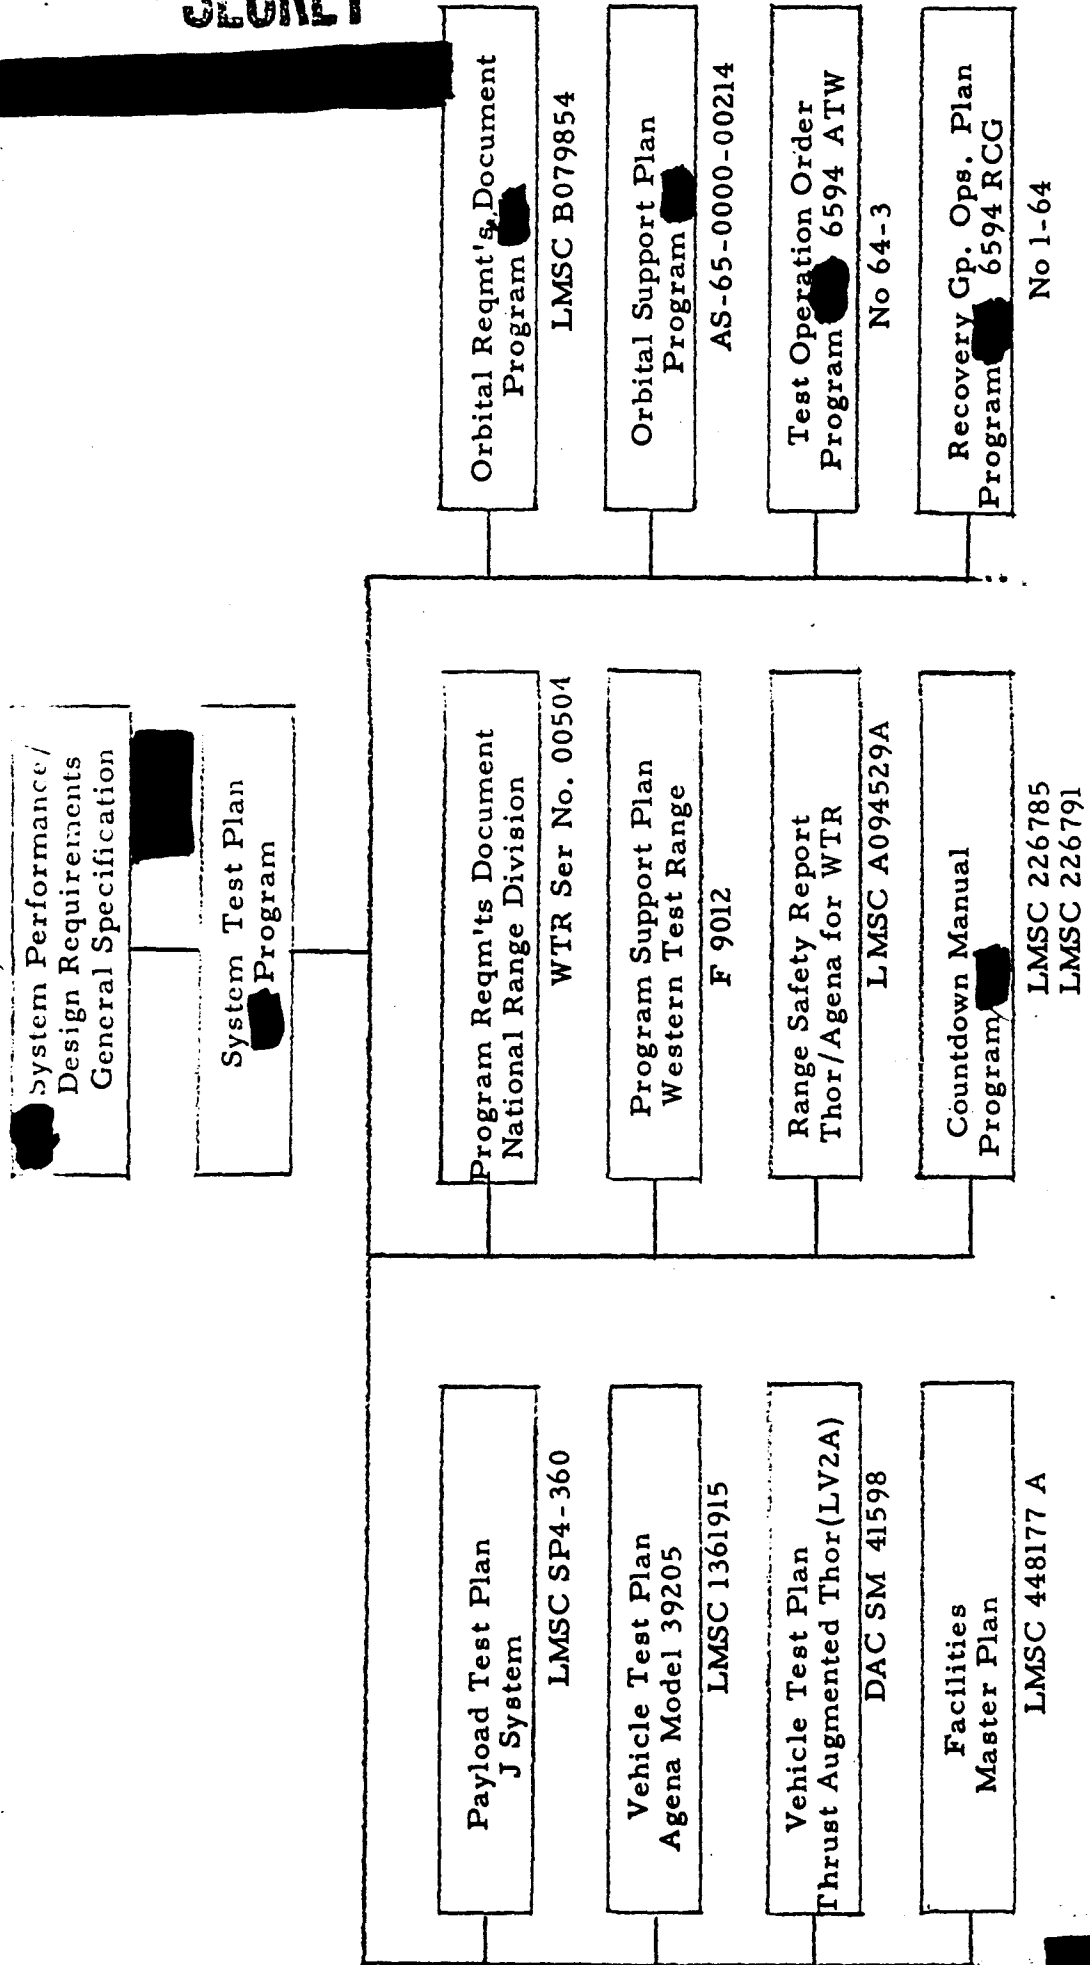 SECRET
System Performance/
Design Requirements
General Specification
System Test Plan
Program
Payload Test Plan
J System
LMSC SP4-360
Vehicle Test Plan
Agena Model 39205
LMSC 1361915
Vehicle Test Plan
Thrust Augmented Thor(LV2A)
DAC SM 41598
Facilities
Master Plan
LMSC 448177 A
Program Reqm'ts Document
National Range Division
WTR Ser No. 00504
Program Support Plan
Western Test Range
F 9012
Range Safety Report
Thor/Agena for WTR
LMSC A094529A
Countdown Manual
Program
LMSC 226785
LMSC 226791
Orbital Reqmt's, Document
Program
LMSC B079854
Orbital Support Plan
Program
AS-65-0000-00214
Test Operation Order
Program 6594 ATW
No 64-3
Recovery Gp. Ops. Plan
Program 6594 RCG
No 1-64